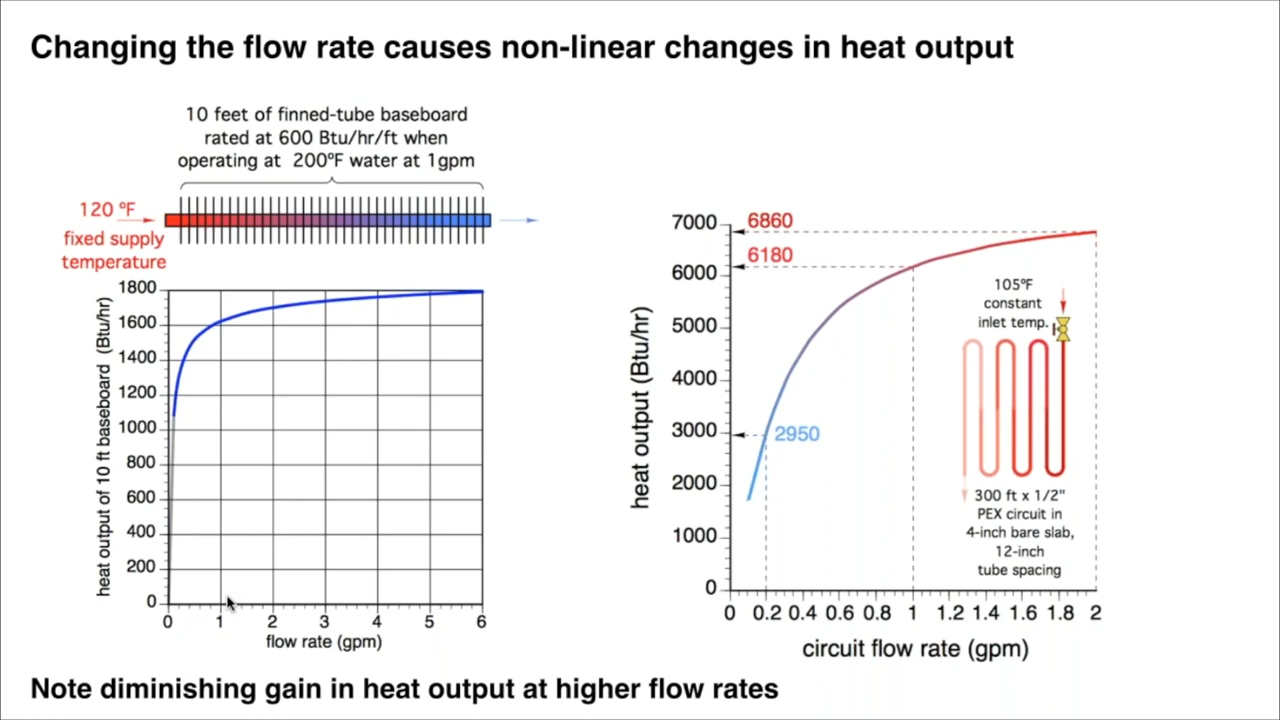 Changing the flow rate causes non-linear changes in heat output
10 feet of finned-tube baseboard
rated at 600 Btu/hr/ft when
operating at 200ºF water at 1gpm
120 ºF
fixed supply
temperature
heat output of 10 ft baseboard (Btu/hr)
1800
1600
1400
1200
1000
800
600
400
200
0
0 1 2 3 4 5 6
flow rate (gpm)
heat output (Btu/hr)
7000
6000
5000
4000
3000
2000
1000
0
6860
6180
2950
105ºF
constant
inlet temp.
300 ft x 1/2"
PEX circuit in
4-inch bare slab,
12-inch
tube spacing
0 0.2 0.4 0.6 0.8 1 1.2 1.4 1.6 1.8 2
circuit flow rate (gpm)
Note diminishing gain in heat output at higher flow rates